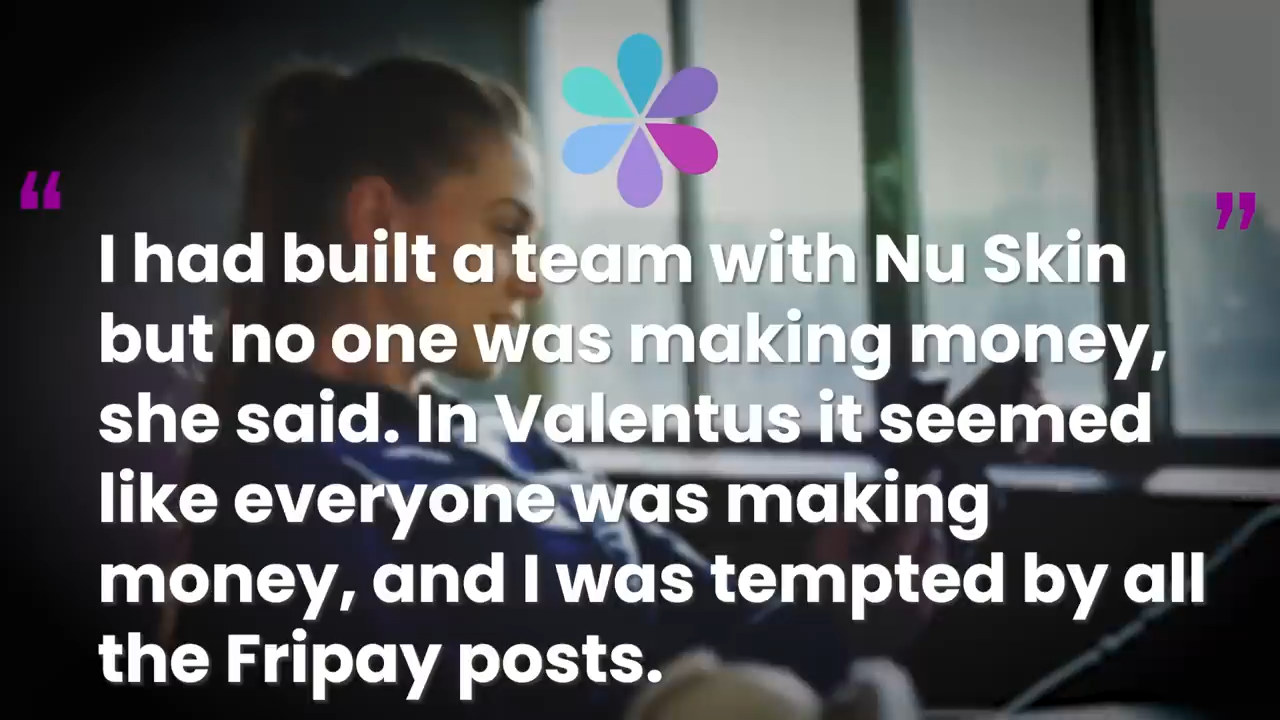 “ ”
I had built a team with Nu Skin
but no one was making money,
she said. In Valentus it seemed
like everyone was making
money, and I was tempted by all
the Fripay posts.